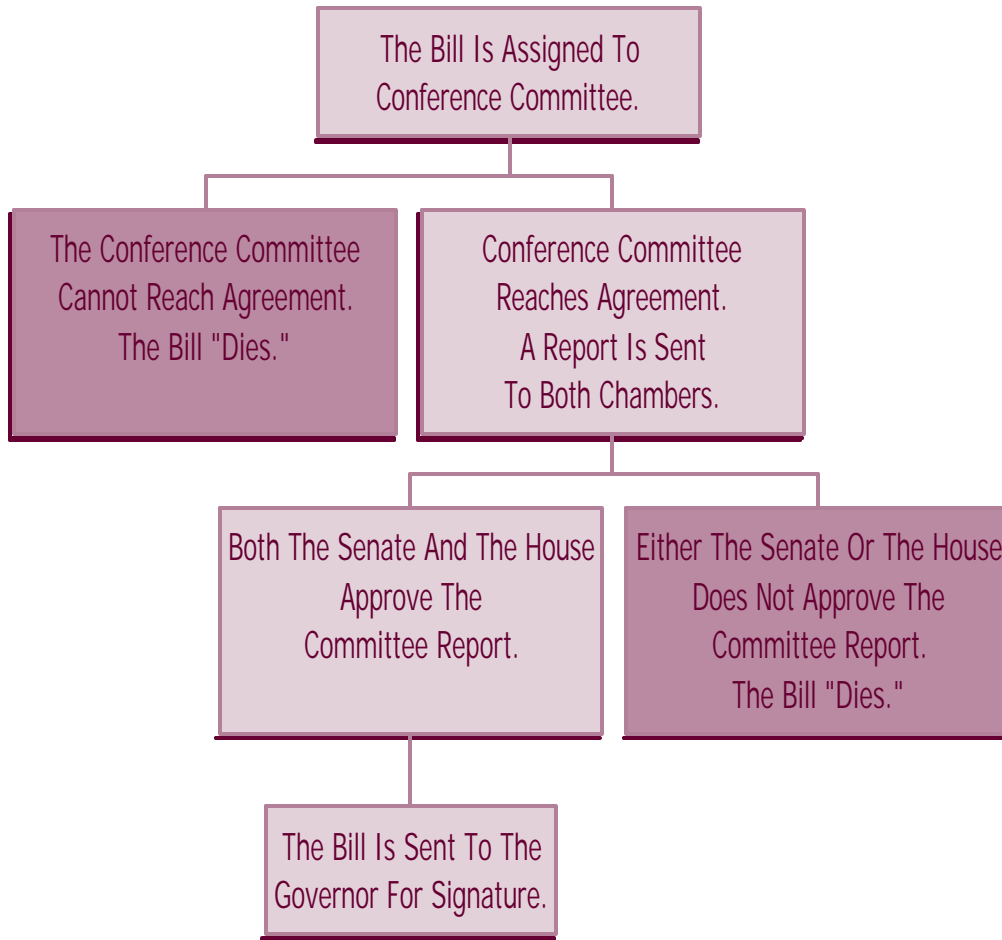 The Bill Is Assigned To
Conference Committee.
The Conference Committee
Cannot Reach Agreement.
The Bill "Dies."
Conference Committee
Reaches Agreement.
A Report Is Sent
To Both Chambers.
Both The Senate And The House
Approve The
Committee Report.
Either The Senate Or The House
Does Not Approve The
Committee Report.
The Bill "Dies."
The Bill Is Sent To The
Governor For Signature.